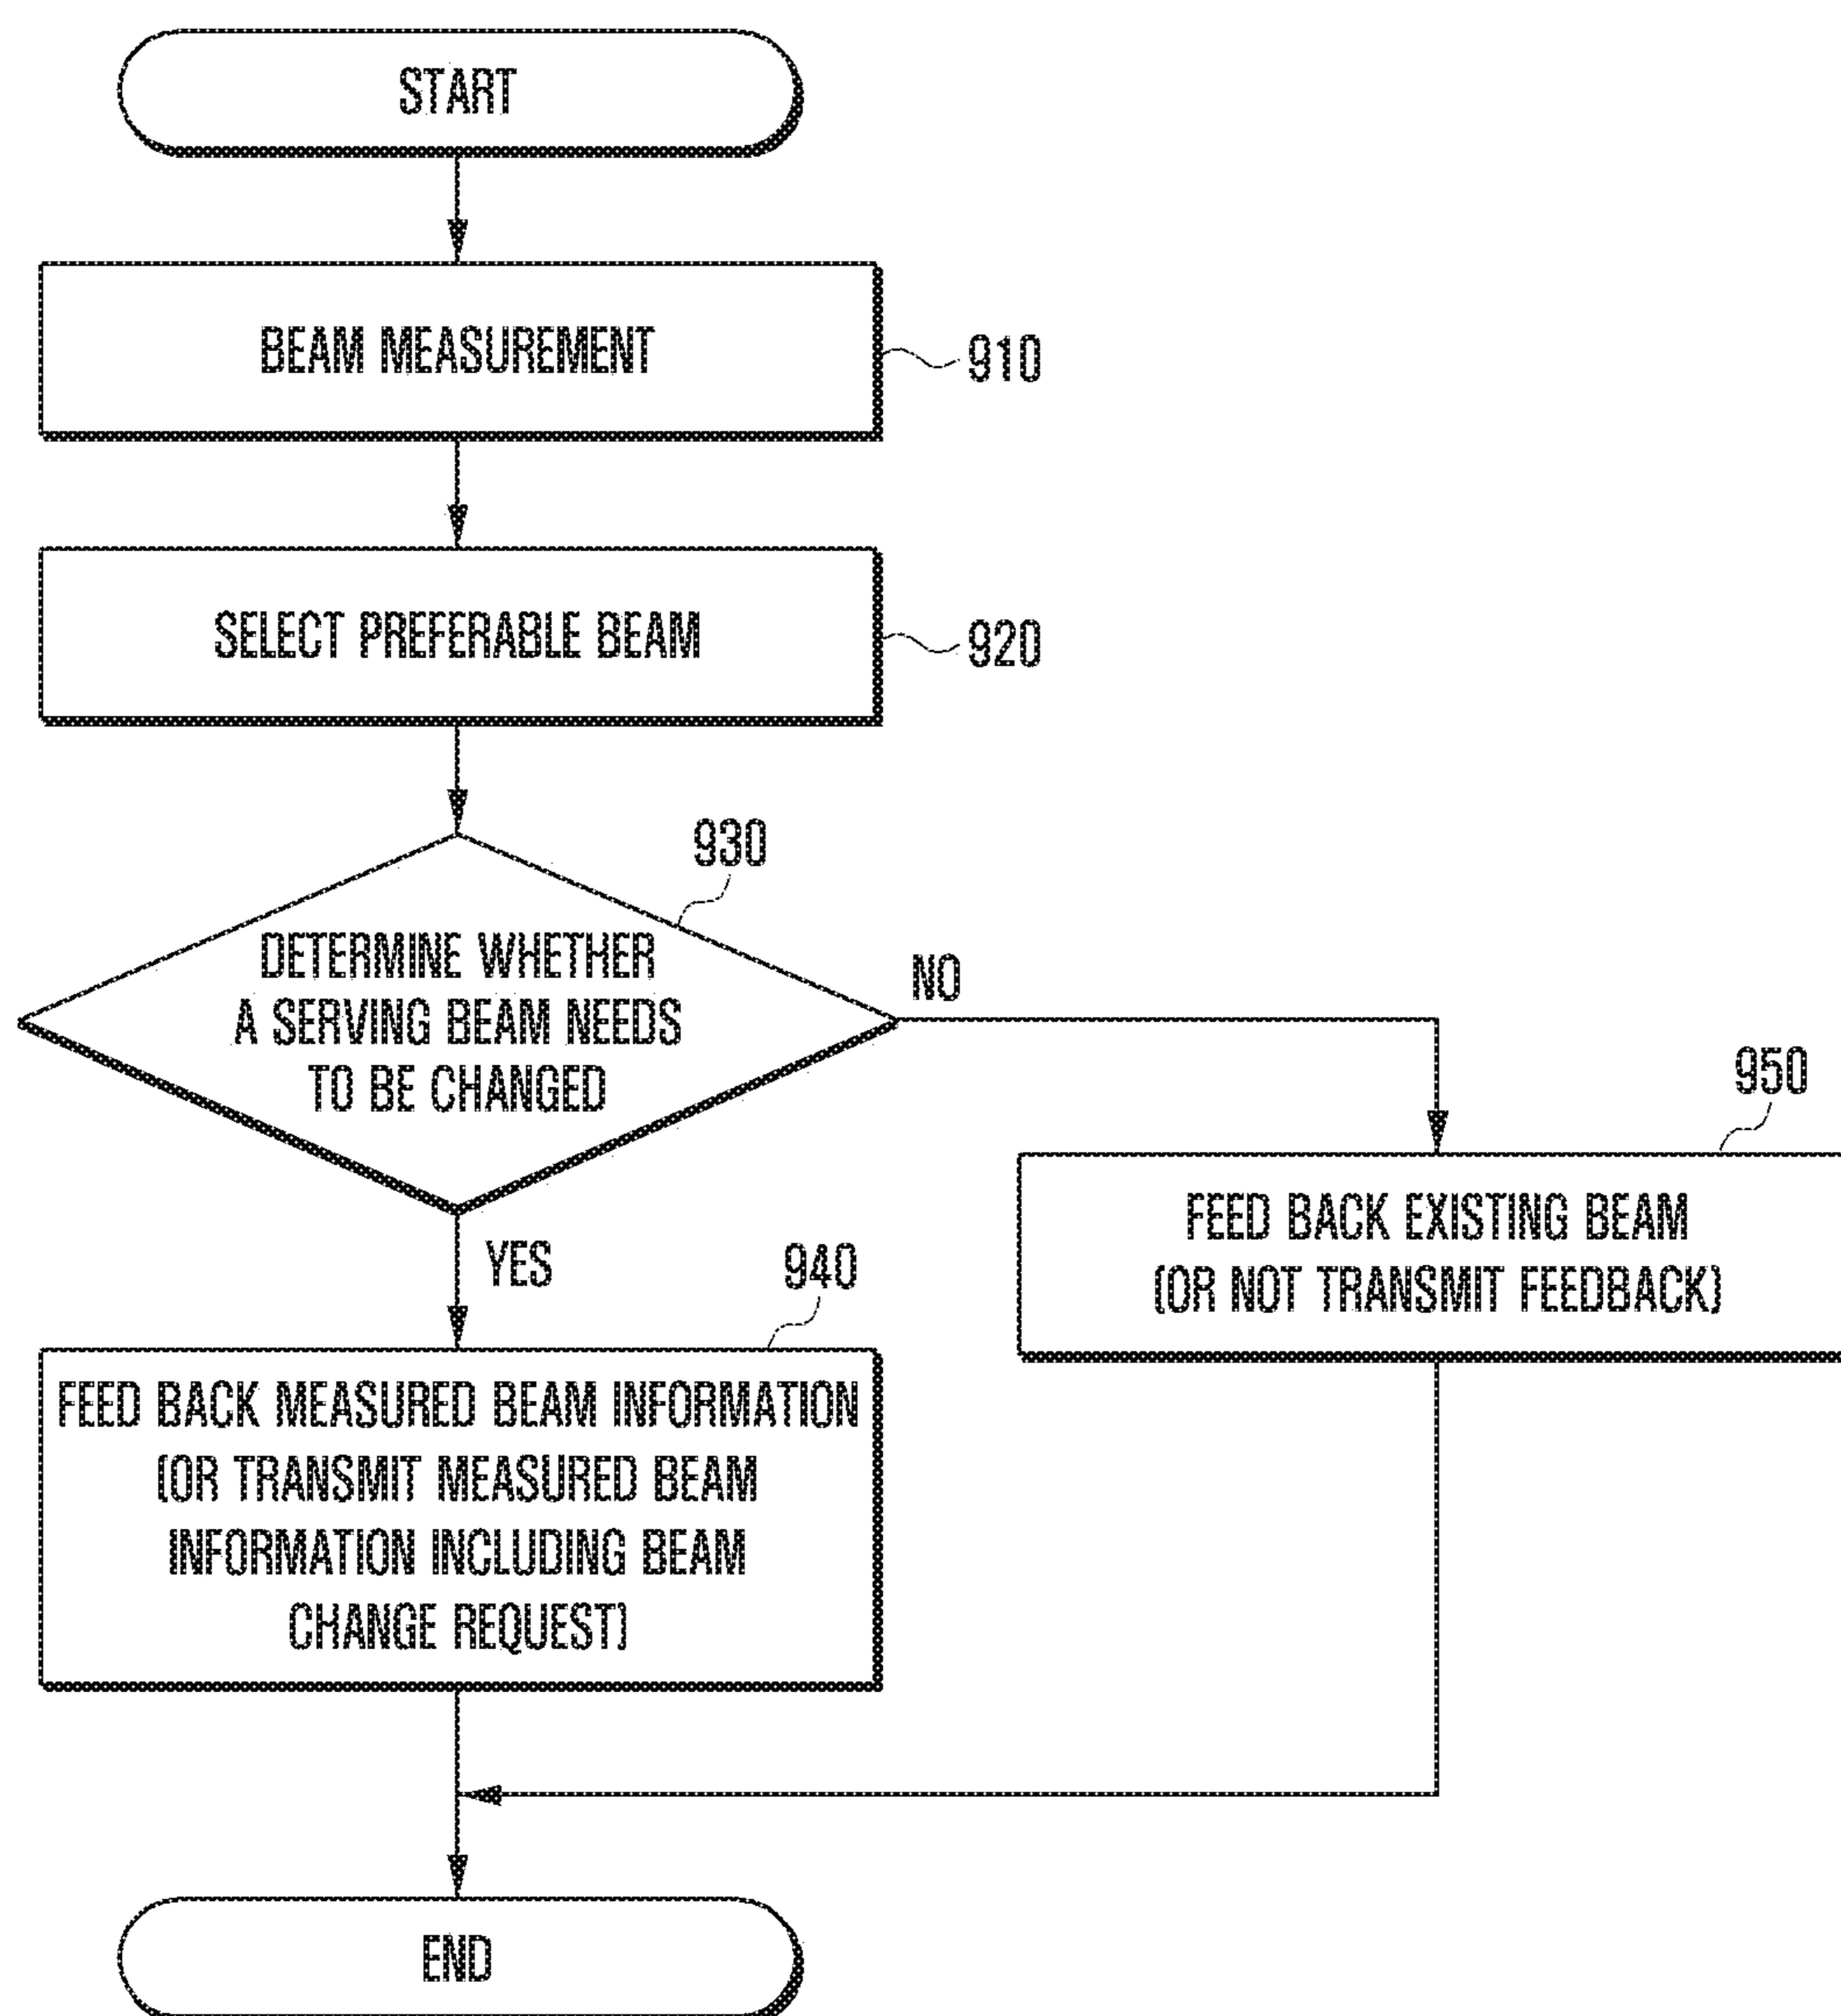 START
BEAM MEASUREMENT
910
SELECT PREFERABLE BEAM
920
930
DETERMINE WHETHER
A SERVING BEAM NEEDS
TO BE CHANGED
NO
950
FEED BACK EXISTING BEAM
(OR NOT TRANSMIT FEEDBACK)
YES
940
FEED BACK MEASURED BEAM INFORMATION
(OR TRANSMIT MEASURED BEAM
INFORMATION INCLUDING BEAM
CHANGE REQUEST)
END